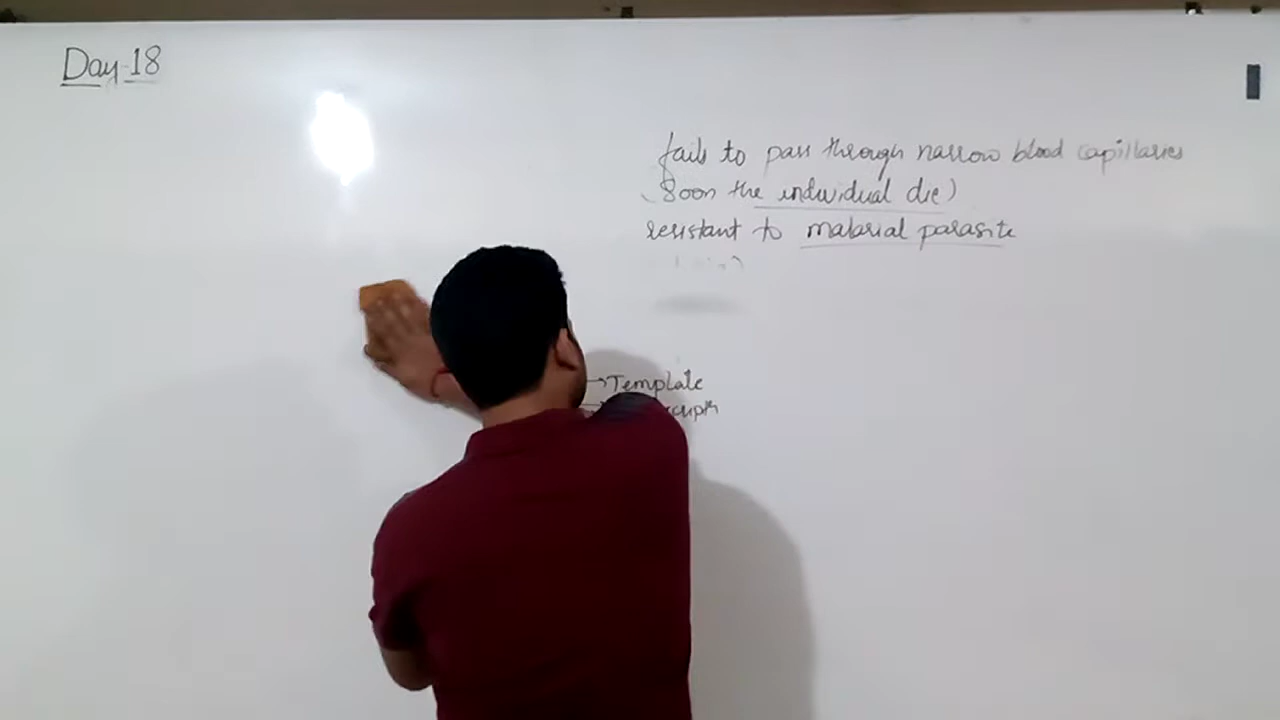 Day-18
fails to pass through narrow blood capillaries
Soon the individual die)
resistant to malarial parasite
→Template